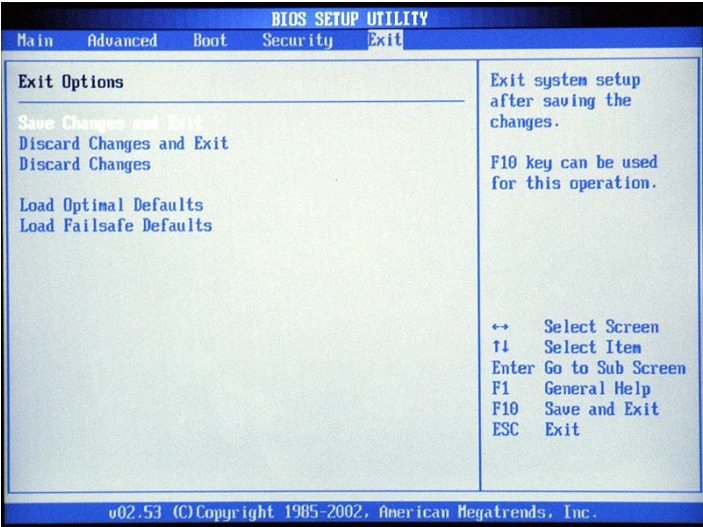 BIOS SETUP UTILITY
Main Advanced Boot Security Exit
Exit Options
Save Changes and Exit
Discard Changes and Exit
Discard Changes
Load Optimal Defaults
Load Failsafe Defaults
Exit system setup
after saving the
changes.
F10 key can be used
for this operation.
↔ Select Screen
↑↓ Select Item
Enter Go to Sub Screen
F1 General Help
F10 Save and Exit
ESC Exit
v02.53 (C)Copyright 1985-2002, American Megatrends, Inc.